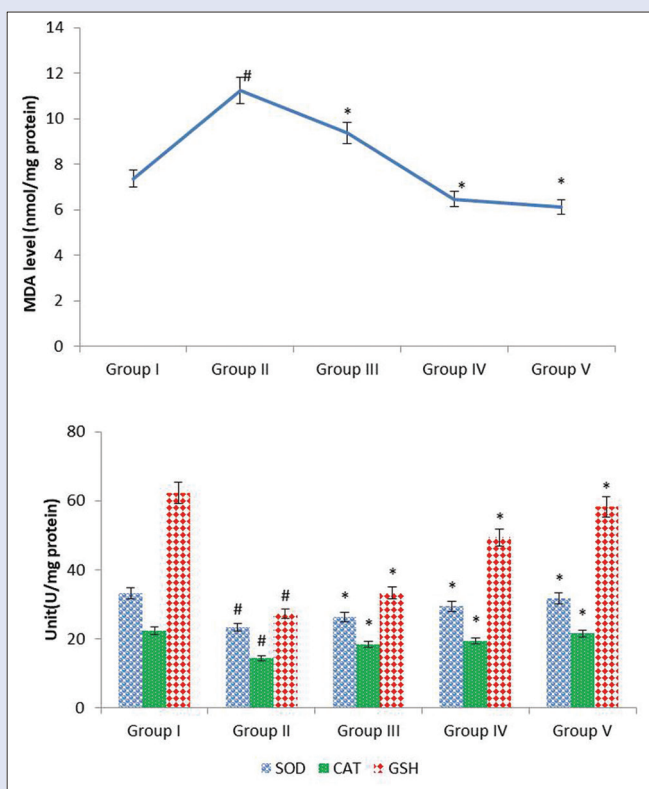 14
12
10
8
6
4
2
0
MDA level (nmol/mg protein)
#
*
*
*
Group I Group II Group III Group IV Group V
80
60
40
20
0
Unit(U/mg protein)
# # #
* * *
* * *
* * *
Group I Group II Group III Group IV Group V
SOD CAT GSH